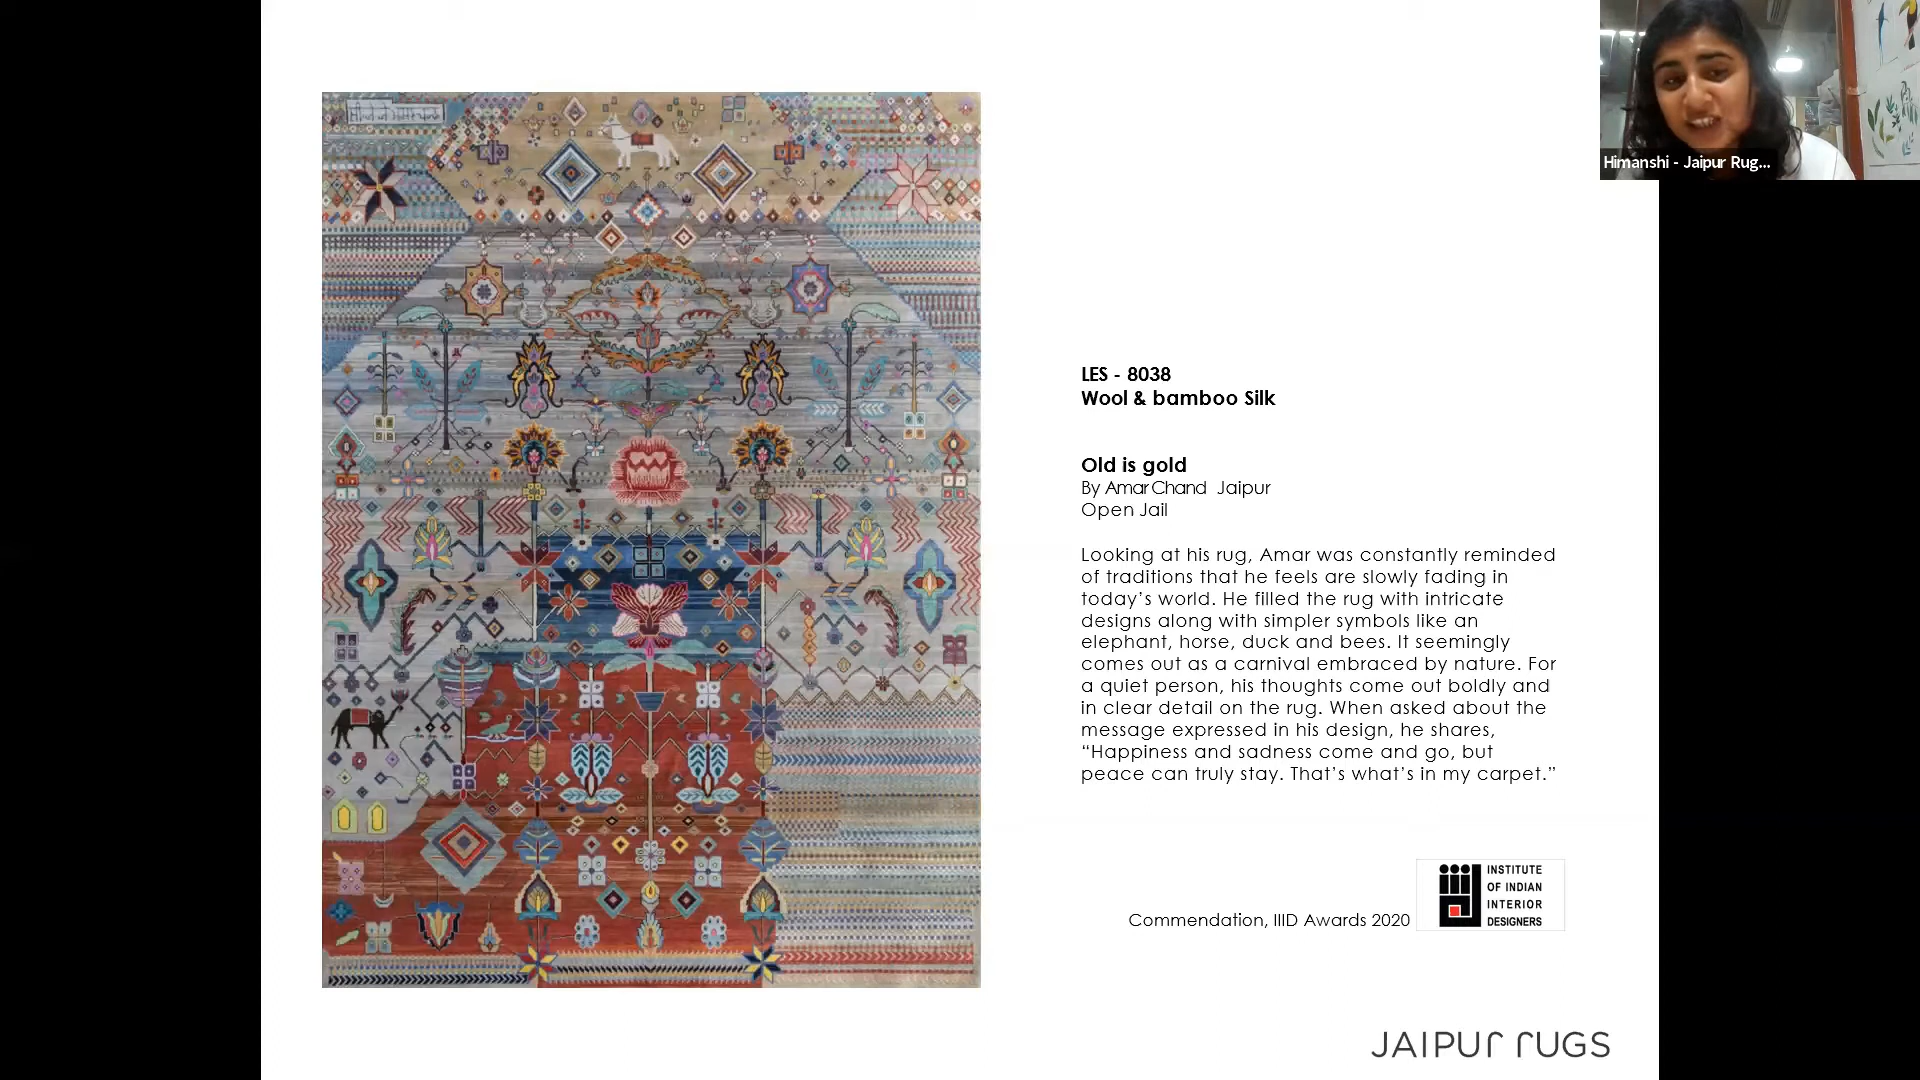 Himanshi - Jaipur Rug...
LES - 8038
Wool & bamboo Silk
Old is gold
By Amar Chand Jaipur
Open Jail
Looking at his rug, Amar was constantly reminded
of traditions that he feels are slowly fading in
today’s world. He filled the rug with intricate
designs along with simpler symbols like an
elephant, horse, duck and bees. It seemingly
comes out as a carnival embraced by nature. For
a quiet person, his thoughts come out boldly and
in clear detail on the rug. When asked about the
message expressed in his design, he shares,
“Happiness and sadness come and go, but
peace can truly stay. That’s what’s in my carpet.”
Commendation, IIID Awards 2020
INSTITUTE
OF INDIAN
INTERIOR
DESIGNERS
JAIPUR RUGS